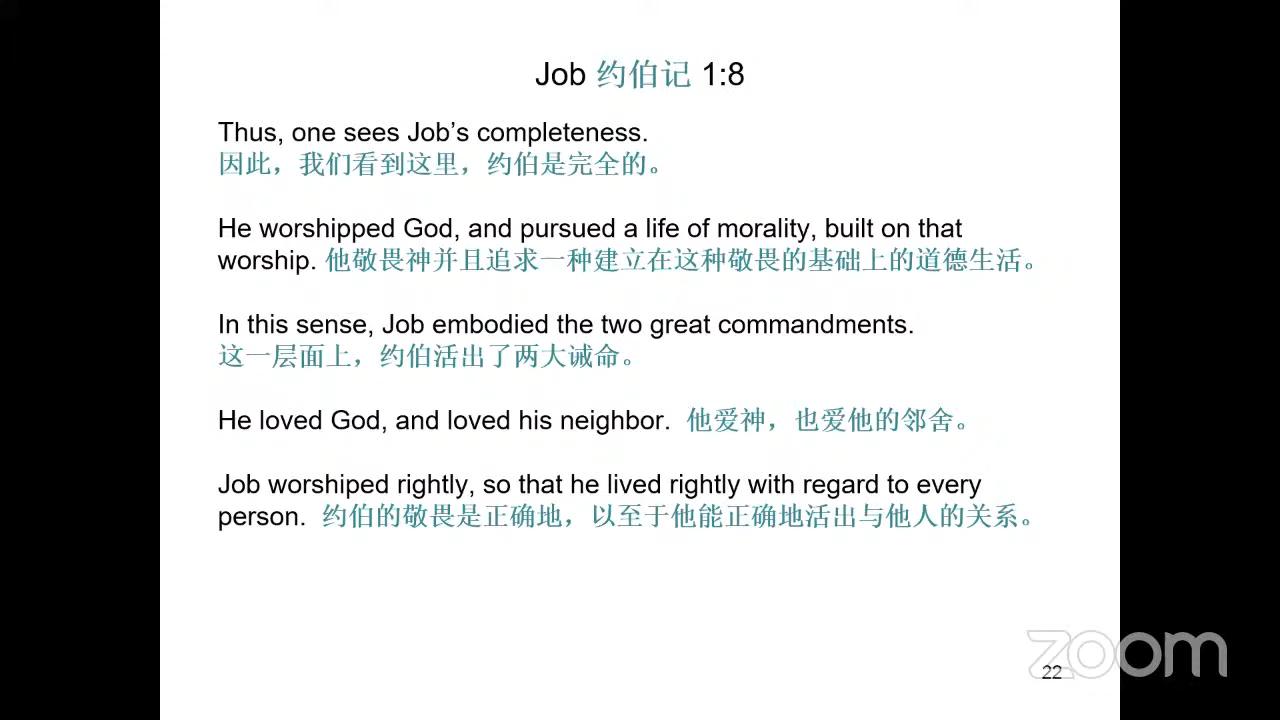 Job 约伯记 1:8
Thus, one sees Job’s completeness.
因此，我们看到这里，约伯是完全的。
He worshipped God, and pursued a life of morality, built on that
worship. 他敬畏神并且追求一种建立在这种敬畏的基础上的道德生活。
In this sense, Job embodied the two great commandments.
这一层面上，约伯活出了两大诫命。
He loved God, and loved his neighbor. 他爱神，也爱他的邻舍。
Job worshiped rightly, so that he lived rightly with regard to every
person. 约伯的敬畏是正确地，以至于他能正确地活出与他人的关系。
zoom
22